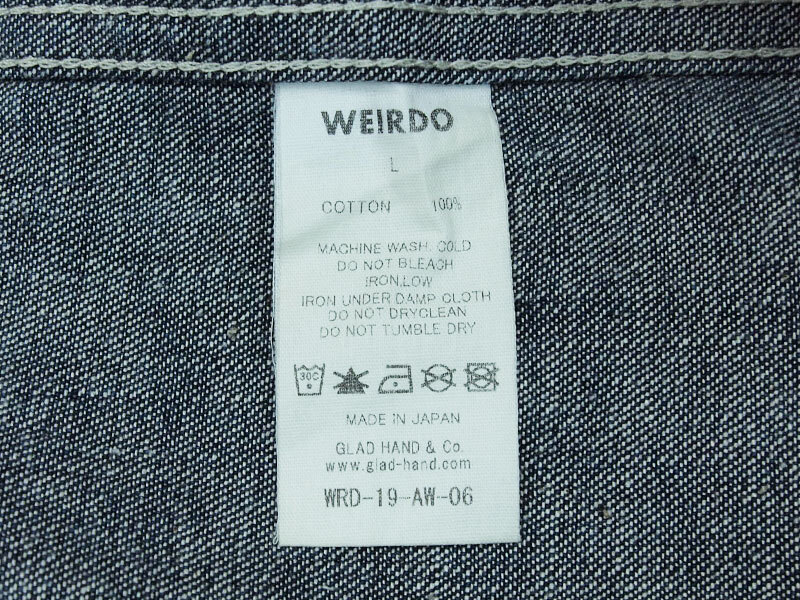 WEIRDO
L
COTTON 100%
MACHINE WASH. COLD
DO NOT BLEACH
IRON,LOW
IRON UNDER DAMP CLOTH
DO NOT DRYCLEAN
DO NOT TUMBLE DRY
30C
MADE IN JAPAN
GLAD HAND & Co.
www.glad-hand.com
WRD-19-AW-06